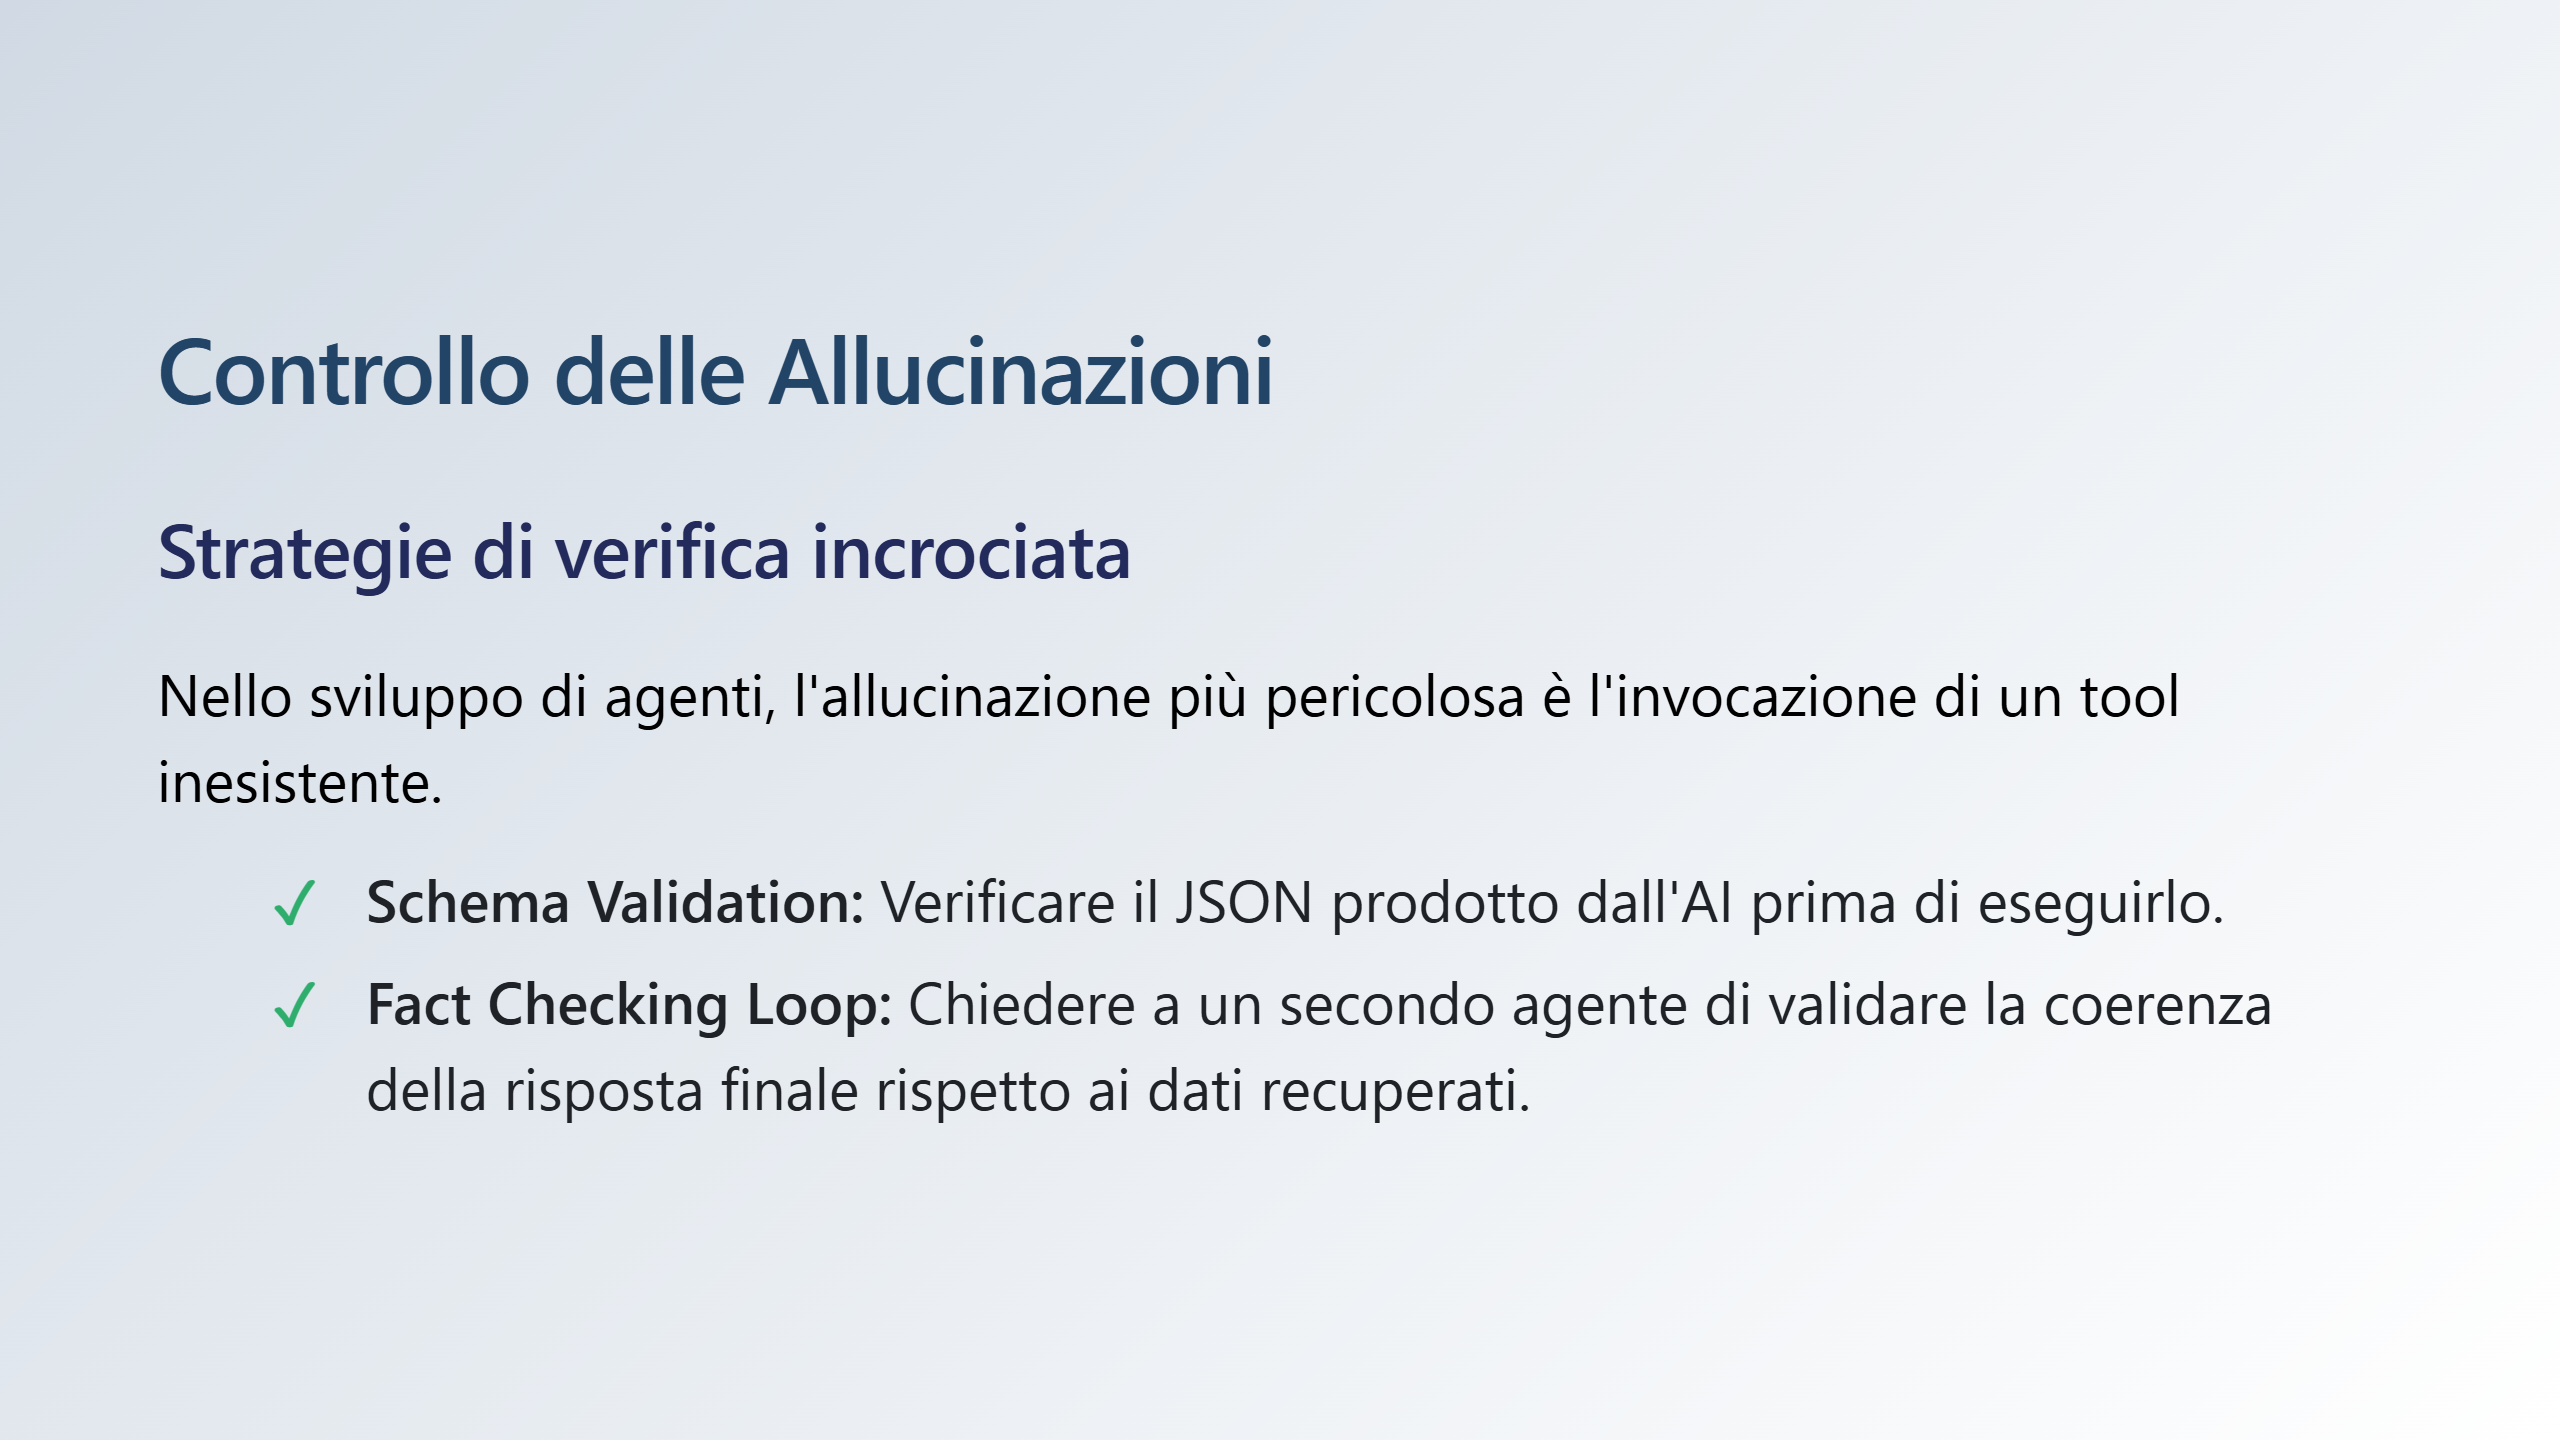 Controllo delle Allucinazioni
Strategie di verifica incrociata
Nello sviluppo di agenti, l'allucinazione più pericolosa è l'invocazione di un tool
inesistente.
✓ Schema Validation: Verificare il JSON prodotto dall'AI prima di eseguirlo.
✓ Fact Checking Loop: Chiedere a un secondo agente di validare la coerenza
della risposta finale rispetto ai dati recuperati.